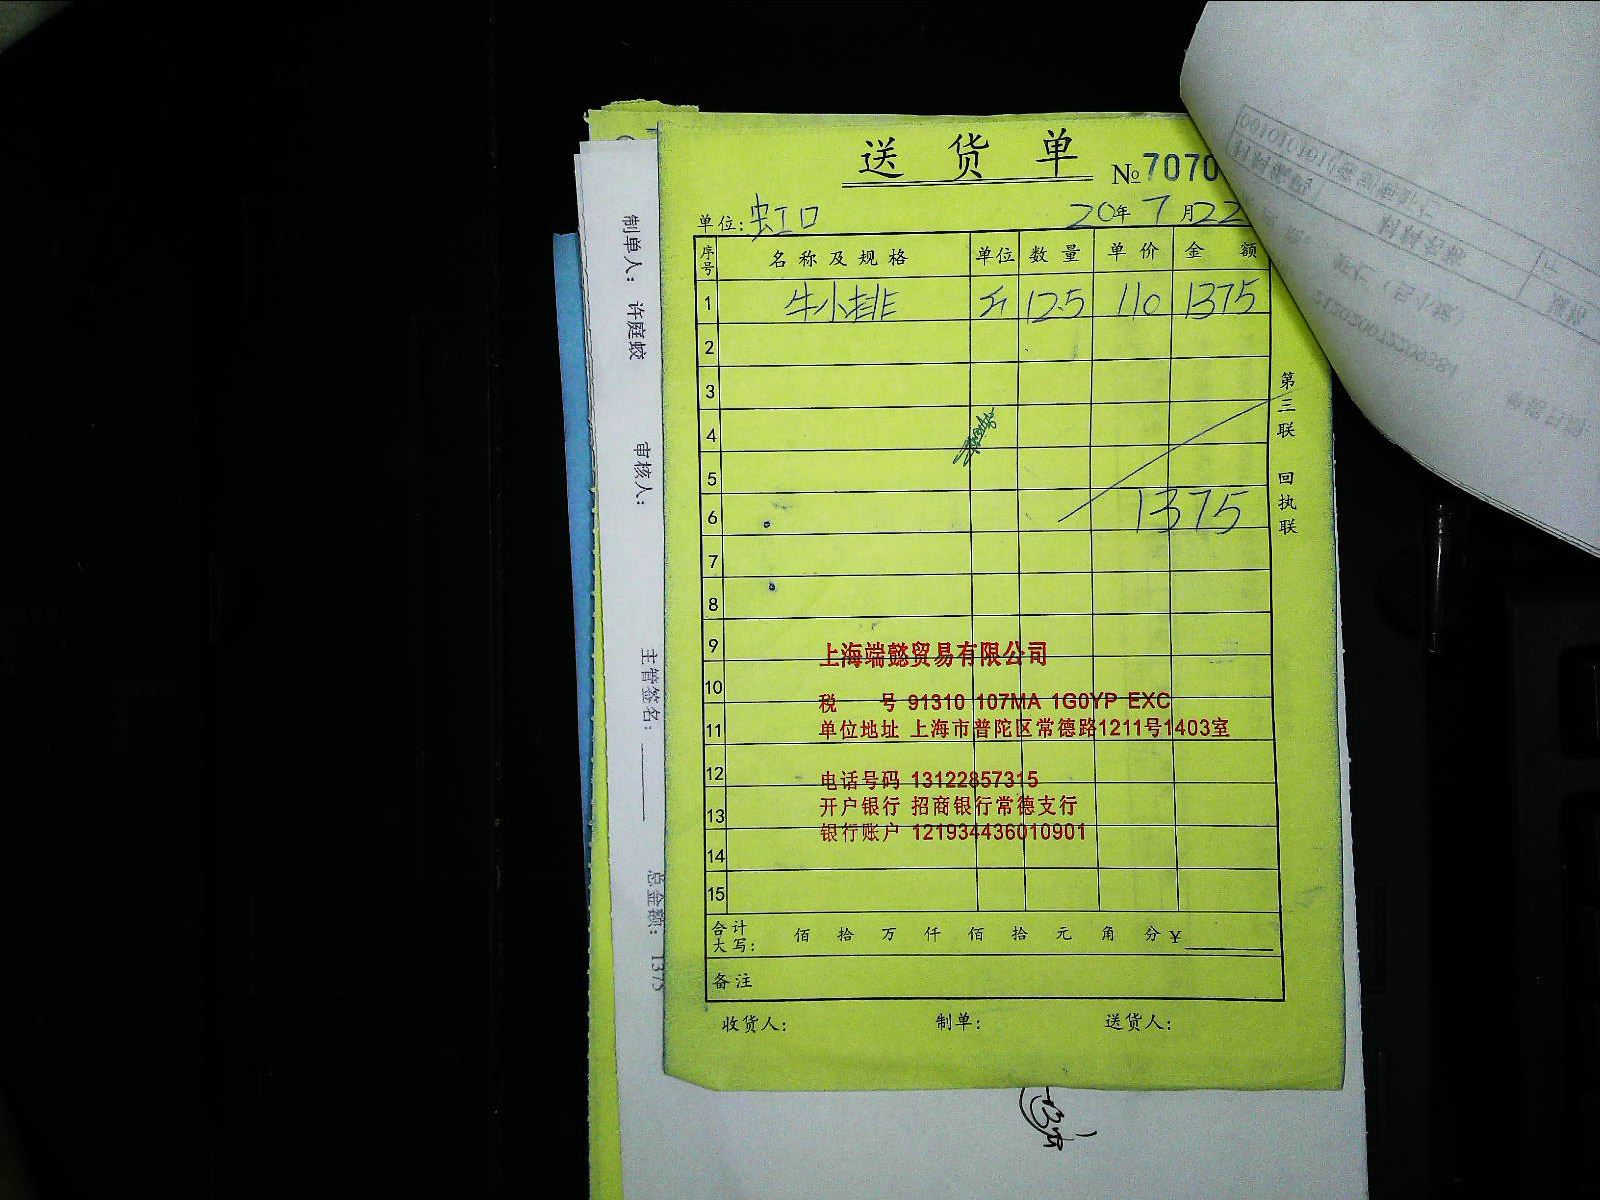 送货单
№7070
单位:虹口 20年7月22
序号 名称及规格 单位 数量 单价 金额
1 牛小排 斤 12.5 110 1375
2
3
4
5
6 1375
7
8
9
10
11
12
13
14
15
上海端懿贸易有限公司
税 号 91310 107MA 1G0YP EXC
单位地址 上海市普陀区常德路1211号1403室
电话号码 13122857315
开户银行 招商银行常德支行
银行账户 121934436010901
合计大写: 佰 拾 万 仟 佰 拾 元 角 分 ¥
备注
收货人: 制单: 送货人:
第三联 回执联
制单人: 许庭蛟 审核人: 主管签名: 总金额: 1375